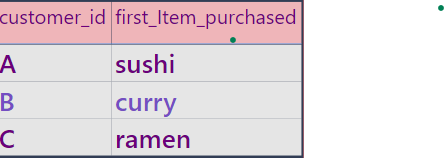 customer_id first_Item_purchased
A sushi
B curry
C ramen